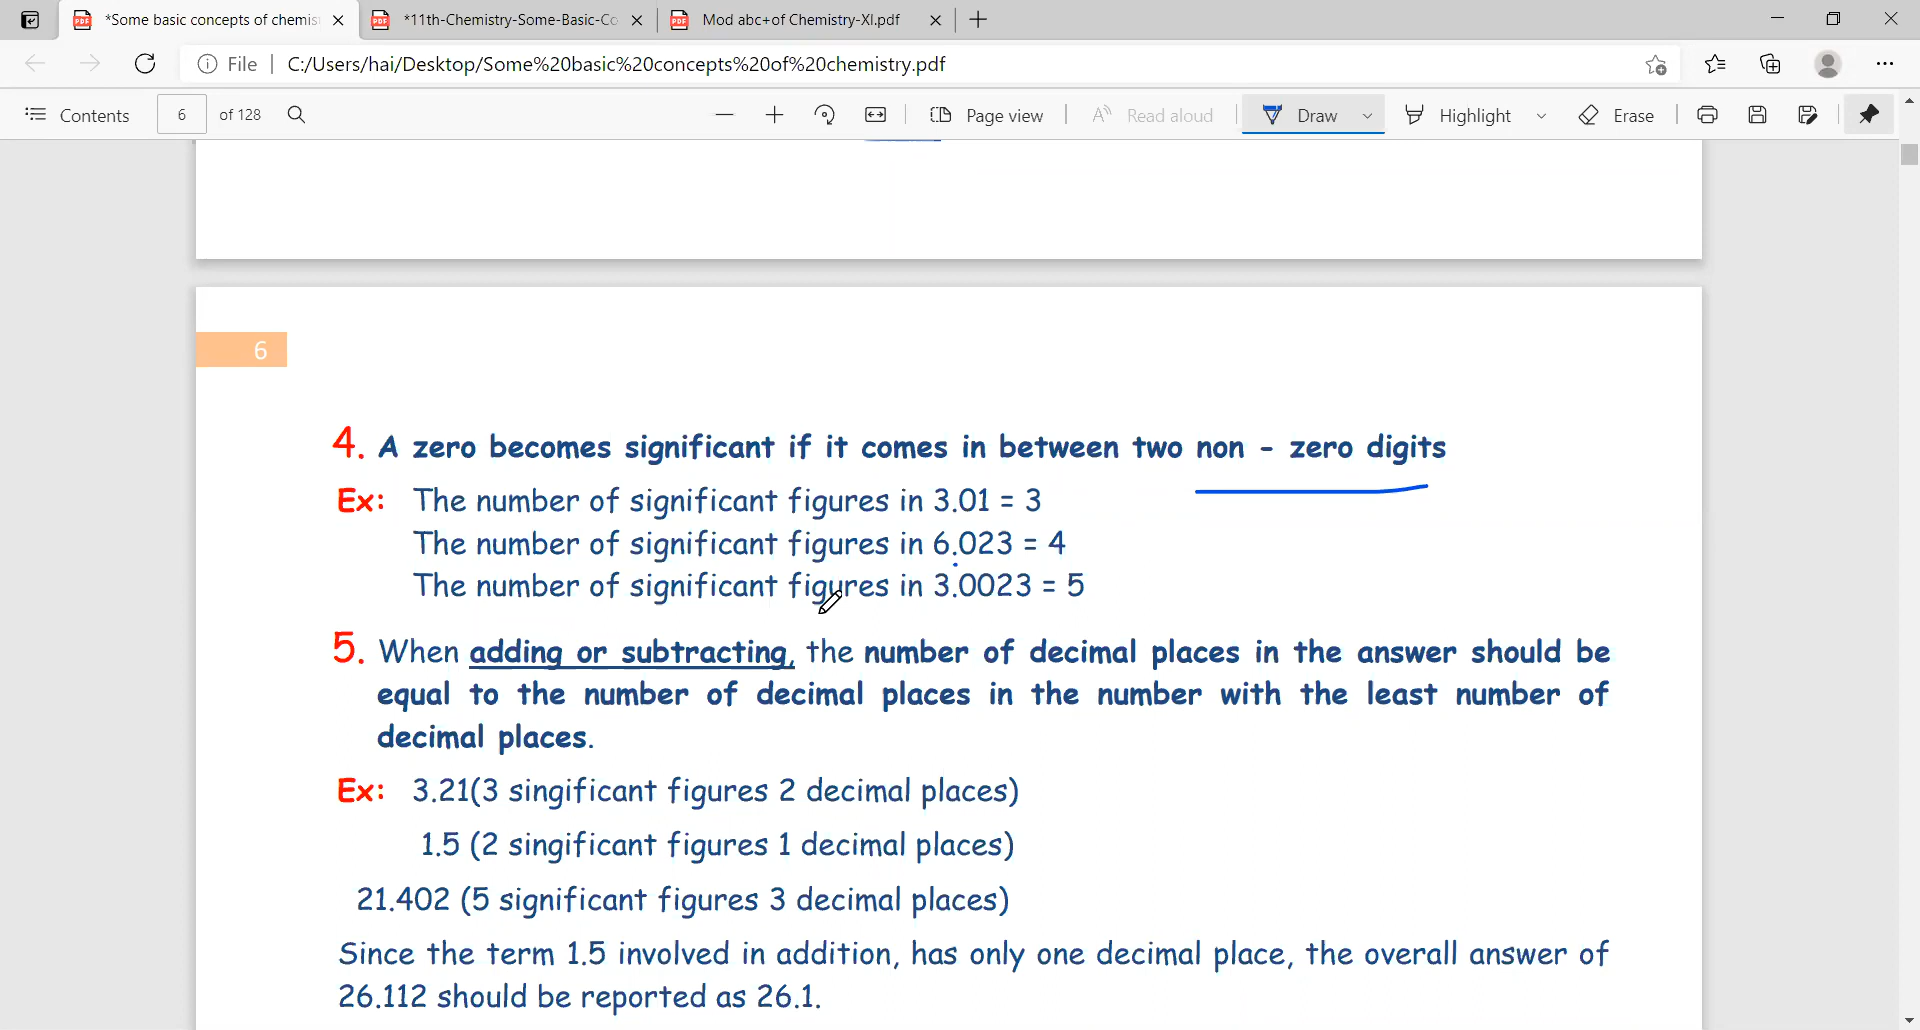 *Some basic concepts of chemis
*11th-Chemistry-Some-Basic-Co
Mod abc+of Chemistry-XI.pdf
File
C:/Users/hai/Desktop/Some%20basic%20concepts%20of%20chemistry.pdf
Contents
6
of 128
Page view
Read aloud
Draw
Highlight
Erase
6
4. A zero becomes significant if it comes in between two non - zero digits
Ex: The number of significant figures in 3.01 = 3
The number of significant figures in 6.023 = 4
The number of significant figures in 3.0023 = 5
5. When adding or subtracting, the number of decimal places in the answer should be
equal to the number of decimal places in the number with the least number of
decimal places.
Ex: 3.21(3 singificant figures 2 decimal places)
1.5 (2 singificant figures 1 decimal places)
21.402 (5 significant figures 3 decimal places)
Since the term 1.5 involved in addition, has only one decimal place, the overall answer of
26.112 should be reported as 26.1.